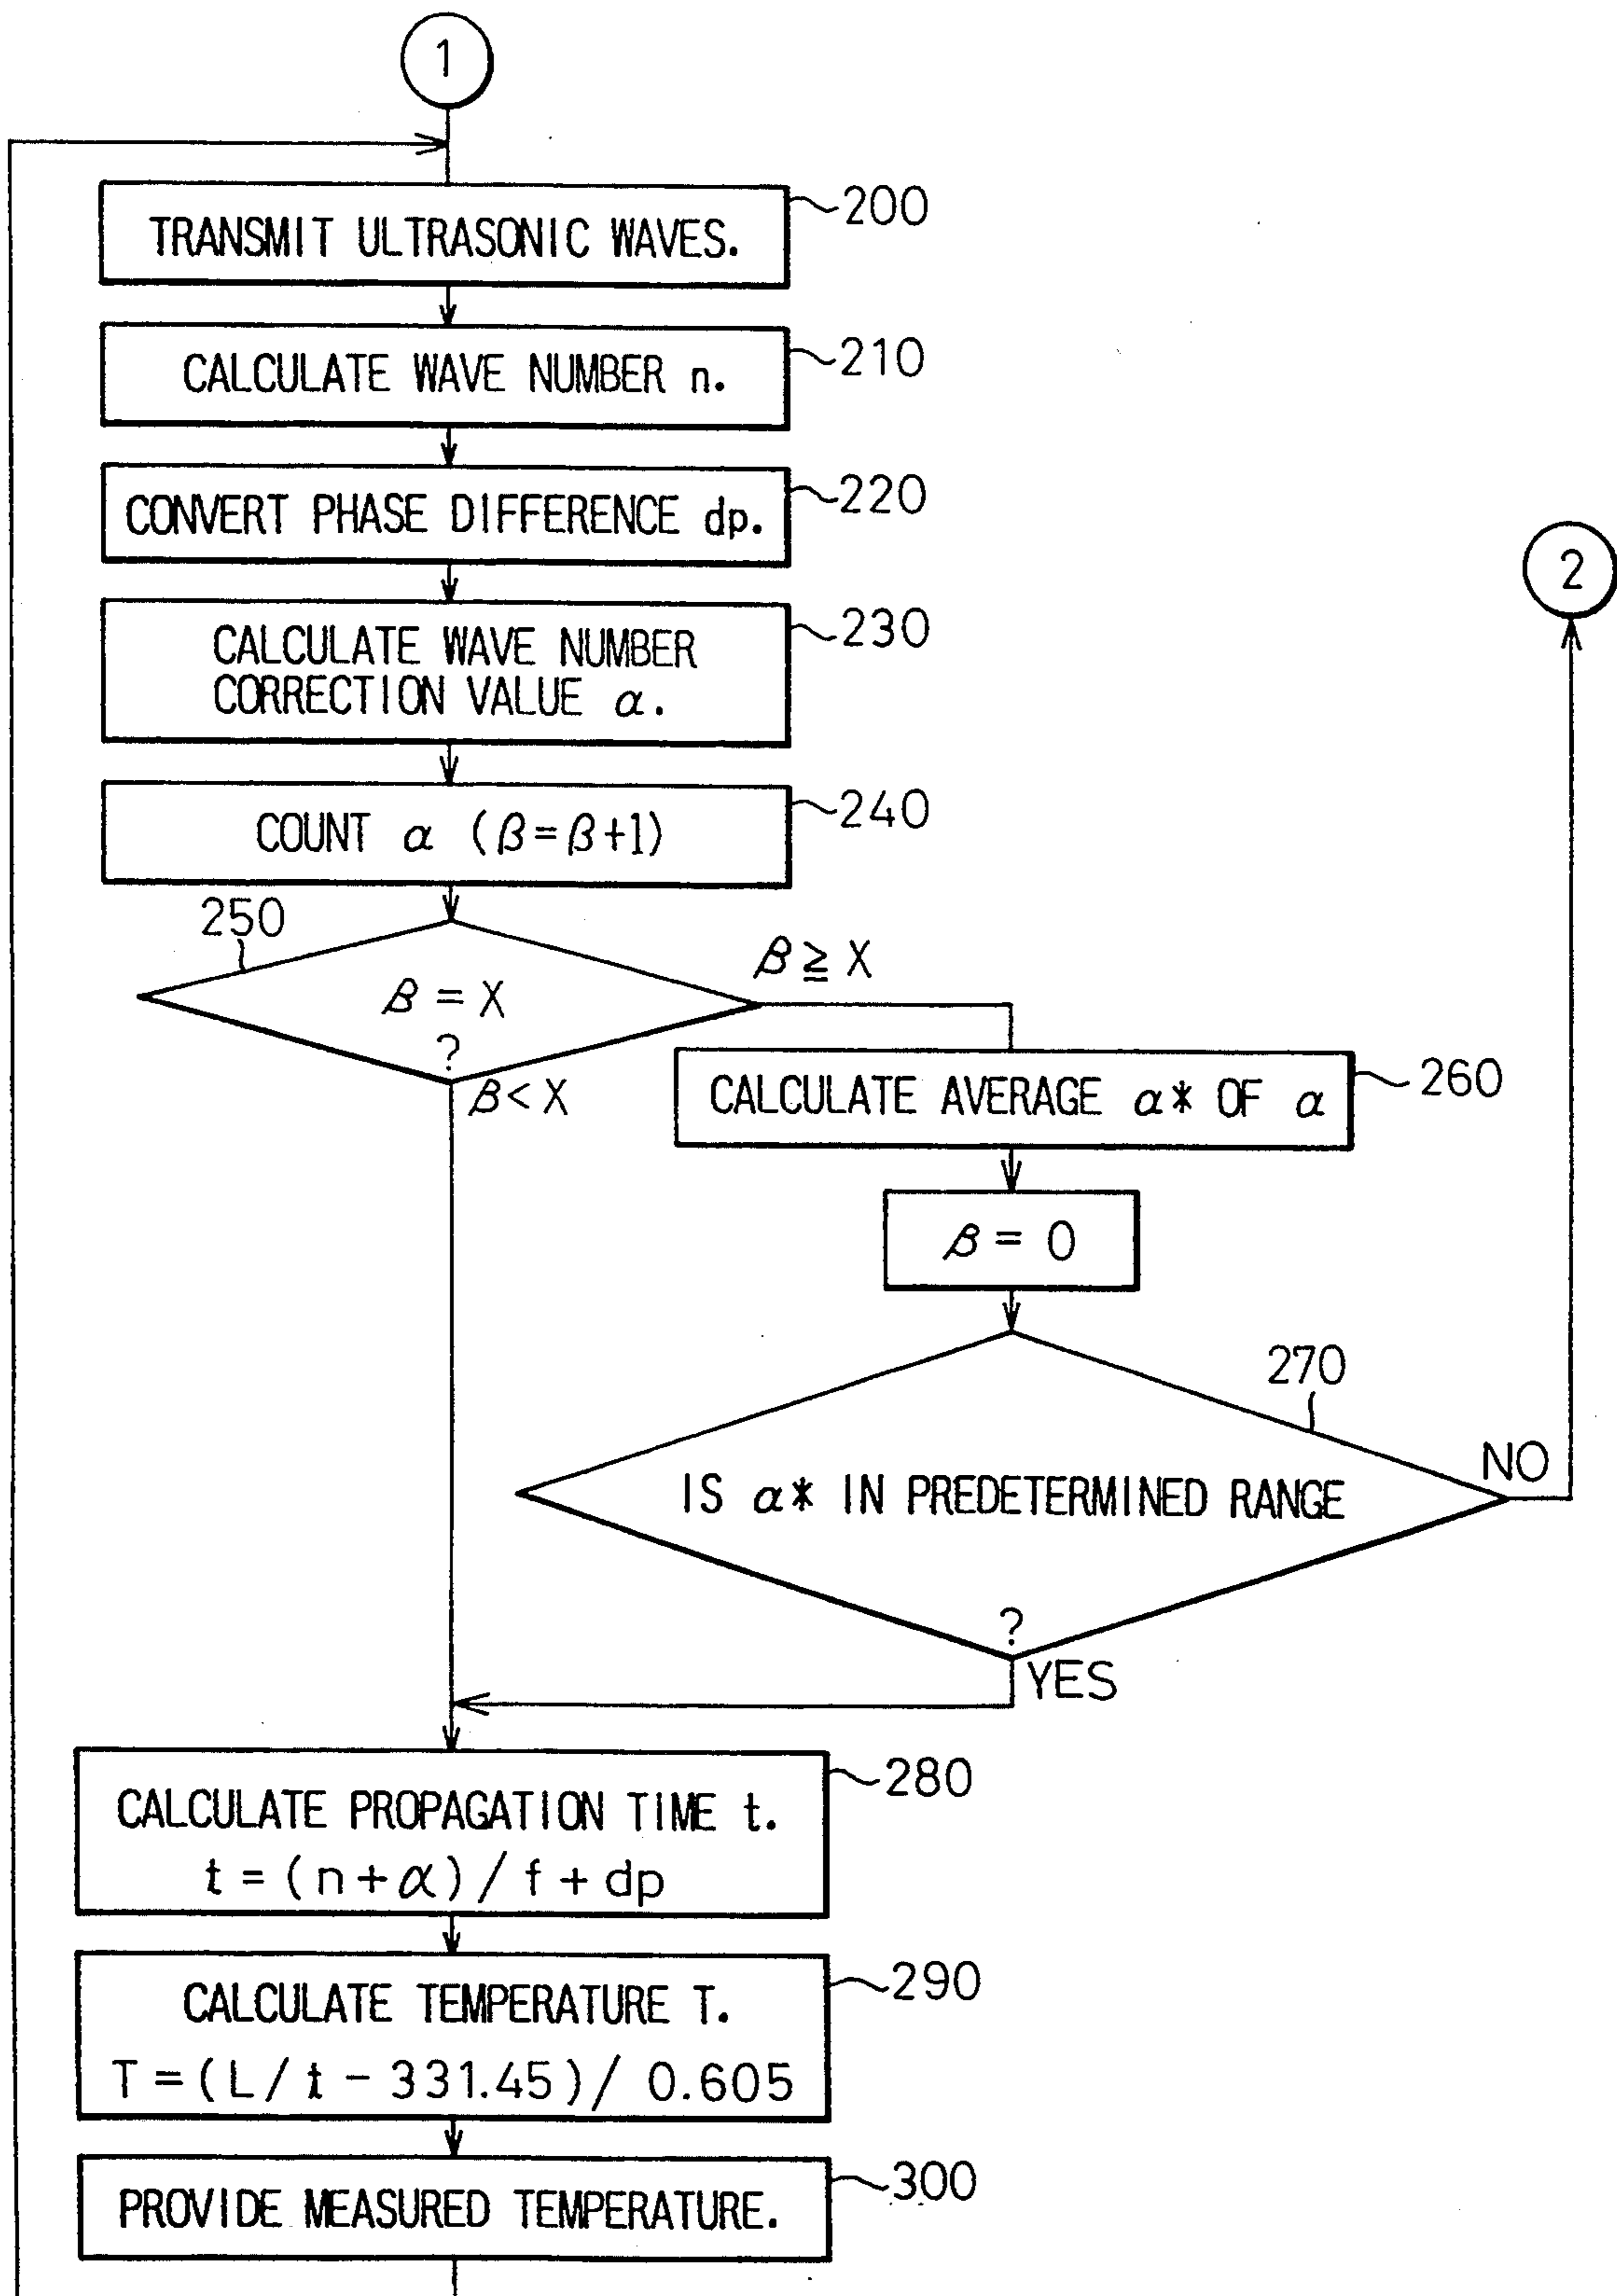 1
TRANSMIT ULTRASONIC WAVES.
200
CALCULATE WAVE NUMBER n.
210
CONVERT PHASE DIFFERENCE dp.
220
2
CALCULATE WAVE NUMBER
CORRECTION VALUE α.
230
COUNT α (β=β+1)
240
250
β = X
?
β ≧ X
β < X
CALCULATE AVERAGE α* OF α
260
β = 0
270
IS α* IN PREDETERMINED RANGE
?
NO
YES
CALCULATE PROPAGATION TIME t.
t = (n+α) / f + dp
280
CALCULATE TEMPERATURE T.
T = (L / t - 331.45) / 0.605
290
PROVIDE MEASURED TEMPERATURE.
300